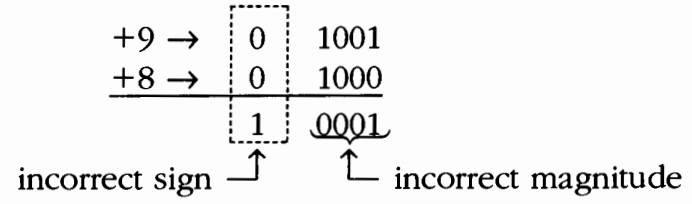 +9 → 0 1001
+8 → 0 1000
1 0001
incorrect sign incorrect magnitude